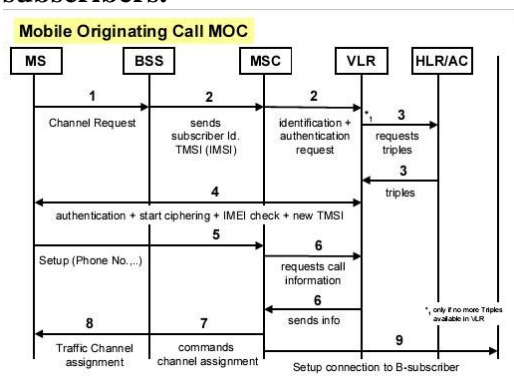 subscribers.
Mobile Originating Call MOC
MS
BSS
MSC
VLR
HLR/AC
1
Channel Request
2
sends
subscriber Id.
TMSI (IMSI)
2
identification +
authentication
request
*1 3
requests
triples
3
triples
4
authentication + start ciphering + IMEI check + new TMSI
5
Setup (Phone No.,..)
6
requests call
information
6
sends info
*1 only if no more Triples
available in VLR
8
Traffic Channel
assignment
7
commands
channel assignment
9
Setup connection to B-subscriber